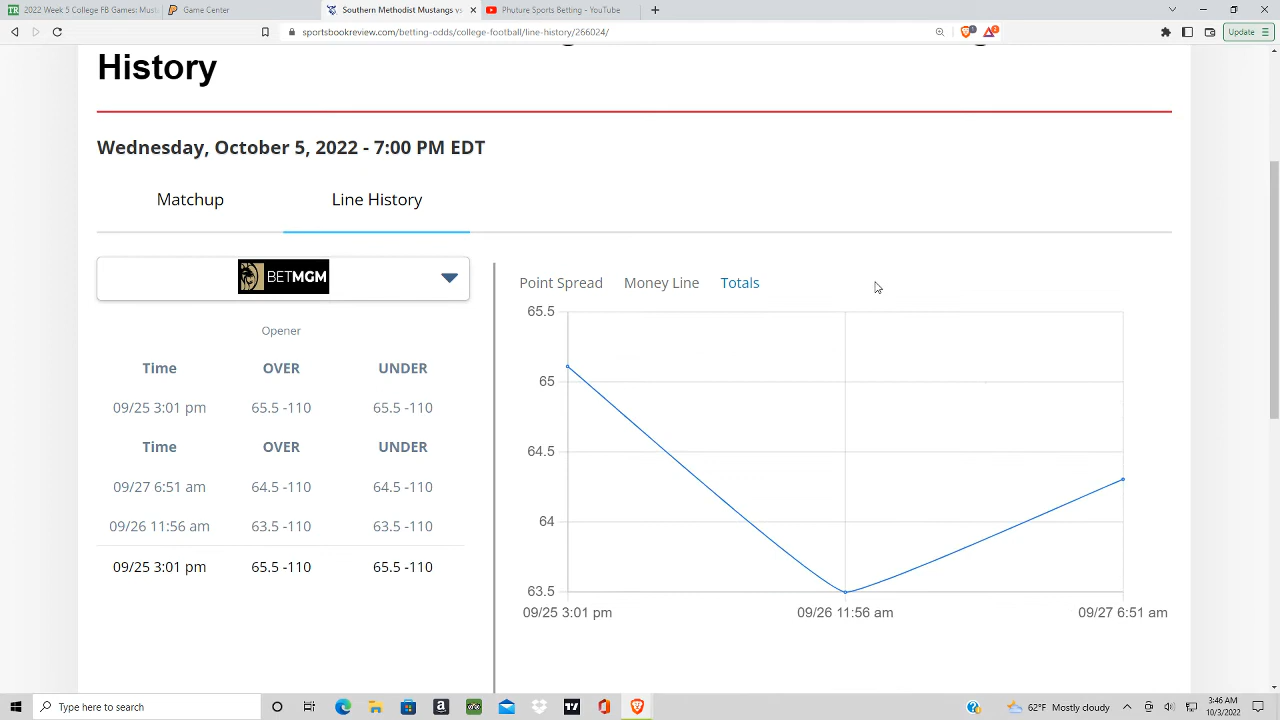 2022 Week 5 College FB Games: Must
Game Center
Southern Methodist Mustangs vs
Phuture Sports Betting - YouTube
sportsbookreview.com/betting-odds/college-football/line-history/266024/
Update
History
Wednesday, October 5, 2022 - 7:00 PM EDT
Matchup Line History
BETMGM
Opener
Time OVER UNDER
09/25 3:01 pm 65.5 -110 65.5 -110
Time OVER UNDER
09/27 6:51 am 64.5 -110 64.5 -110
09/26 11:56 am 63.5 -110 63.5 -110
09/25 3:01 pm 65.5 -110 65.5 -110
Point Spread Money Line Totals
65.5
65
64.5
64
63.5
09/25 3:01 pm 09/26 11:56 am 09/27 6:51 am
Type here to search
62°F Mostly cloudy
3:46 AM
10/3/2022